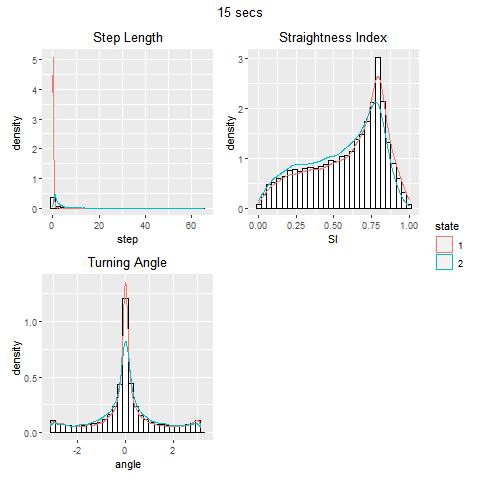 15 secs
Step Length
density
5
4
3
2
1
0
0 20 40 60
step
Straightness Index
density
3
2
1
0
0.00 0.25 0.50 0.75 1.00
SI
state
1
2
Turning Angle
density
1.0
0.5
0.0
-2 0 2
angle